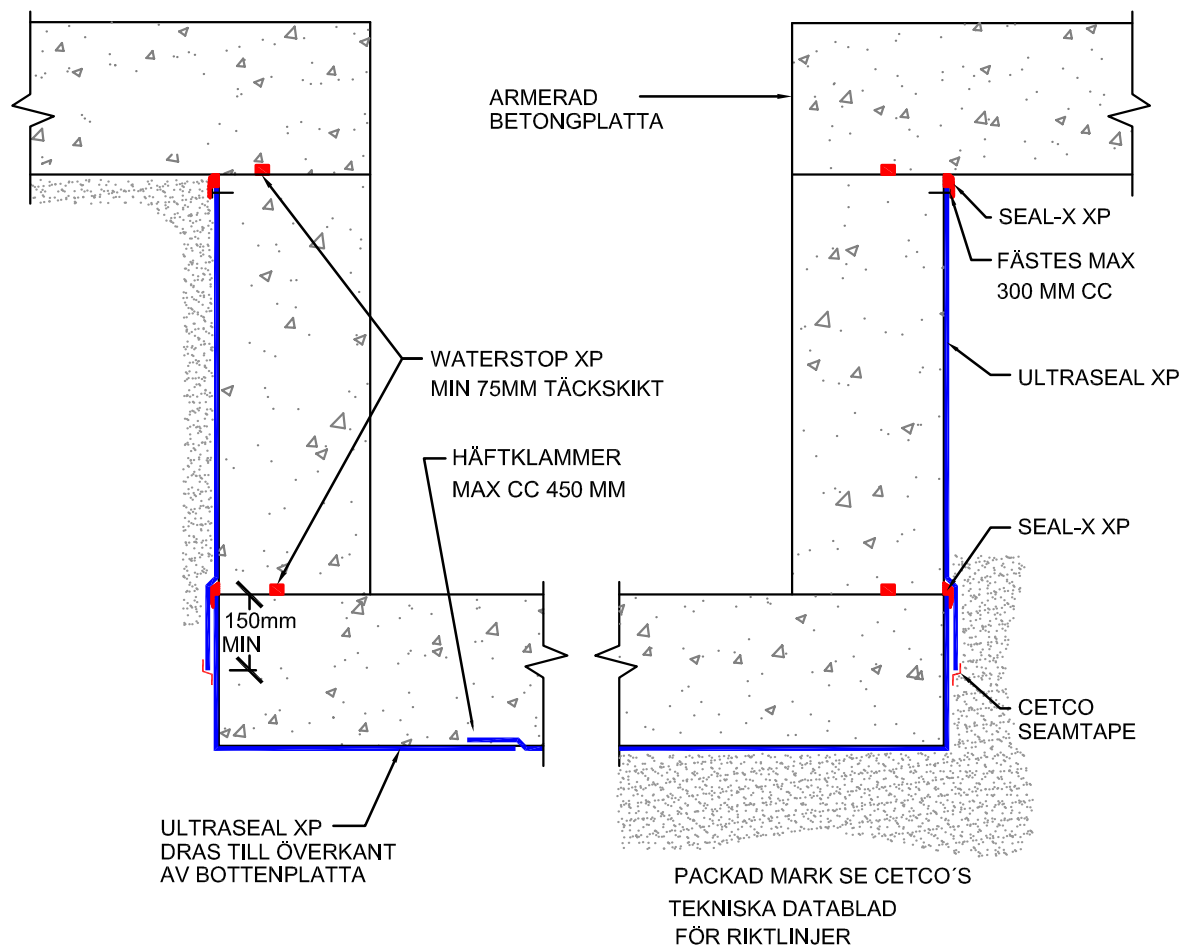 ARMERAD
BETONGPLATTA
SEAL-X XP
FÄSTES MAX
300 MM CC
WATERSTOP XP
MIN 75MM TÄCKSKIKT
ULTRASEAL XP
HÄFTKLAMMER
MAX CC 450 MM
SEAL-X XP
150mm
MIN
CETCO
SEAMTAPE
ULTRASEAL XP
DRAS TILL ÖVERKANT
AV BOTTENPLATTA
PACKAD MARK SE CETCO´S
TEKNISKA DATABLAD
FÖR RIKTLINJER